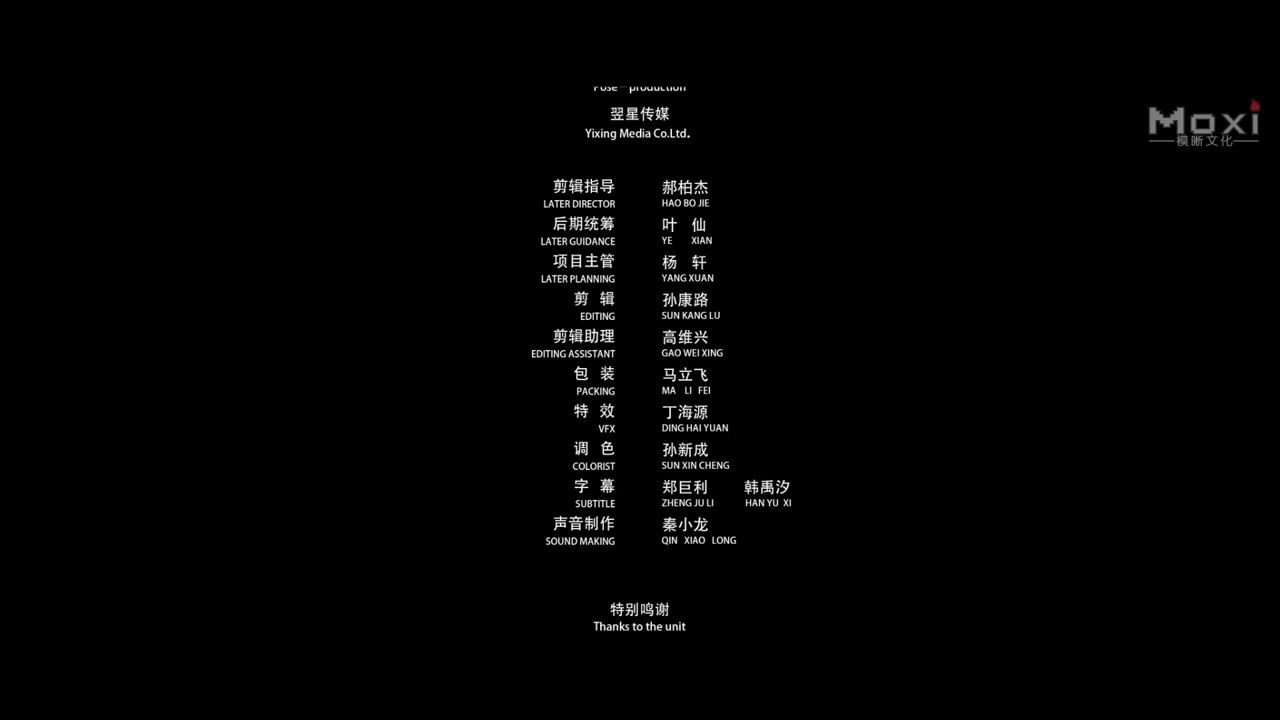 Pose—production
翌星传媒
Yixing Media Co.Ltd.
Moxi
模晰文化
剪辑指导 郝柏杰
LATER DIRECTOR HAO BO JIE
后期统筹 叶 仙
LATER GUIDANCE YE XIAN
项目主管 杨 轩
LATER PLANNING YANG XUAN
剪 辑 孙康路
EDITING SUN KANG LU
剪辑助理 高维兴
EDITING ASSISTANT GAO WEI XING
包 装 马立飞
PACKING MA LI FEI
特 效 丁海源
VFX DING HAI YUAN
调 色 孙新成
COLORIST SUN XIN CHENG
字 幕 郑巨利 韩禹汐
SUBTITLE ZHENG JU LI HAN YU XI
声音制作 秦小龙
SOUND MAKING QIN XIAO LONG
特别鸣谢
Thanks to the unit